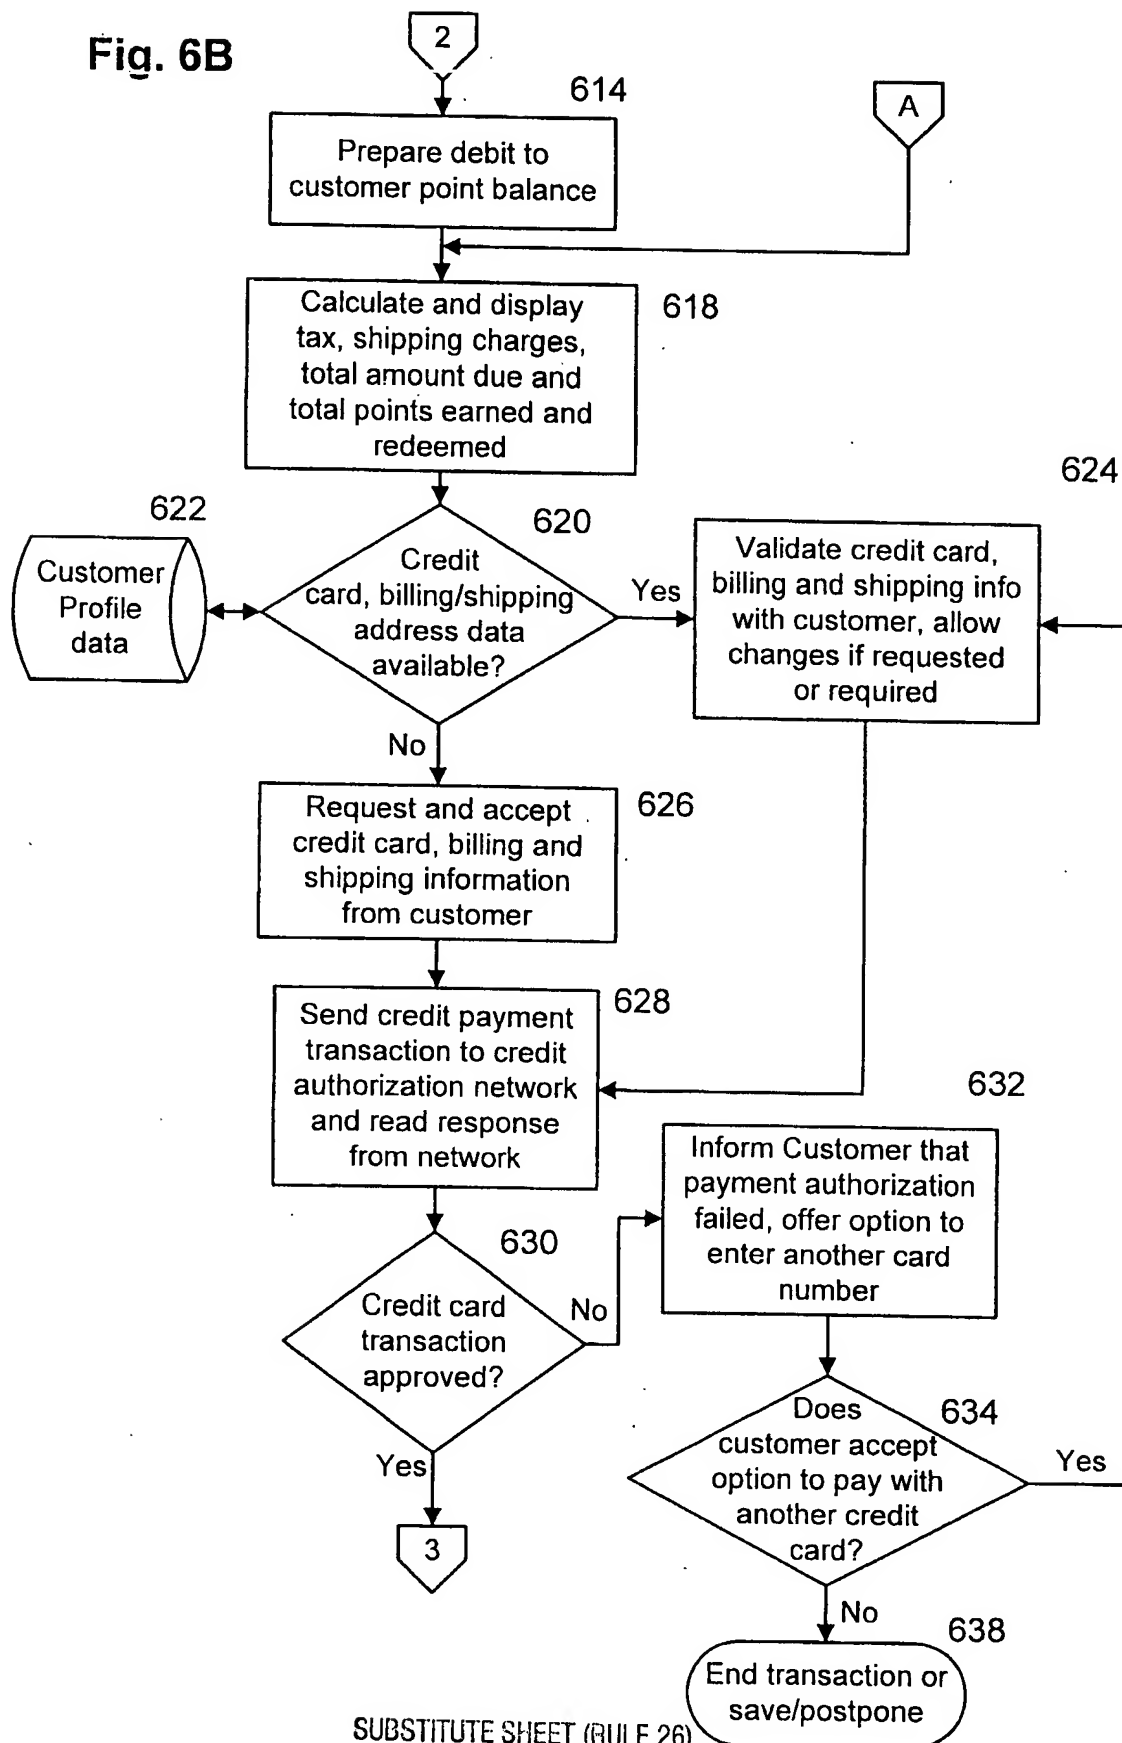 Fig. 6B
2
614
A
Prepare debit to
customer point balance
Calculate and display
tax, shipping charges,
total amount due and
total points earned and
redeemed
618
624
622
620
Customer
Profile
data
Credit
card, billing/shipping
address data
available?
Yes
Validate credit card,
billing and shipping info
with customer, allow
changes if requested
or required
No
Request and accept
credit card, billing and
shipping information
from customer
626
Send credit payment
transaction to credit
authorization network
and read response
from network
628
632
Inform Customer that
payment authorization
failed, offer option to
enter another card
number
630
Credit card
transaction
approved?
No
Yes
3
Does
customer accept
option to pay with
another credit
card?
634
Yes
No
638
End transaction or
save/postpone
SUBSTITUTE SHEET (RULE 26)